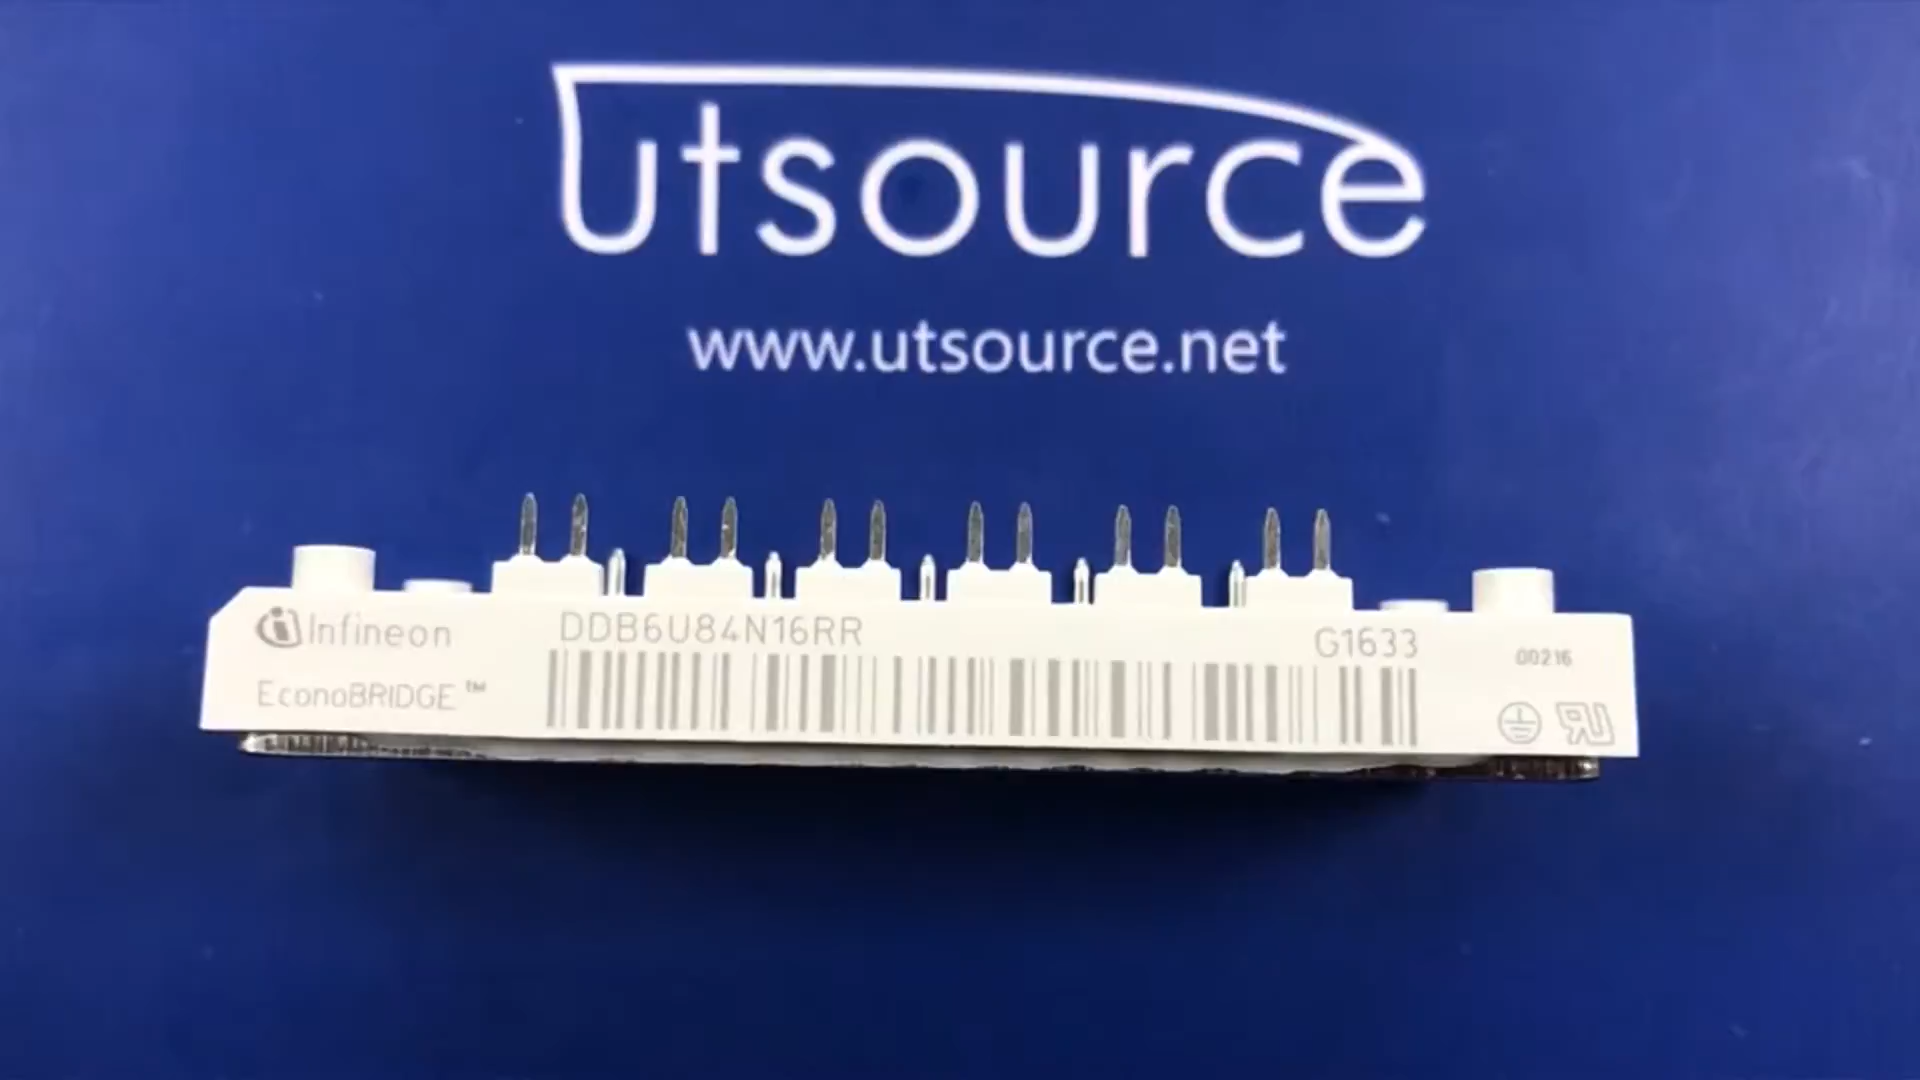 utsource
www.utsource.net
Infineon
DDB6U84N16RR
G1633
00216
EconoBRIDGE™